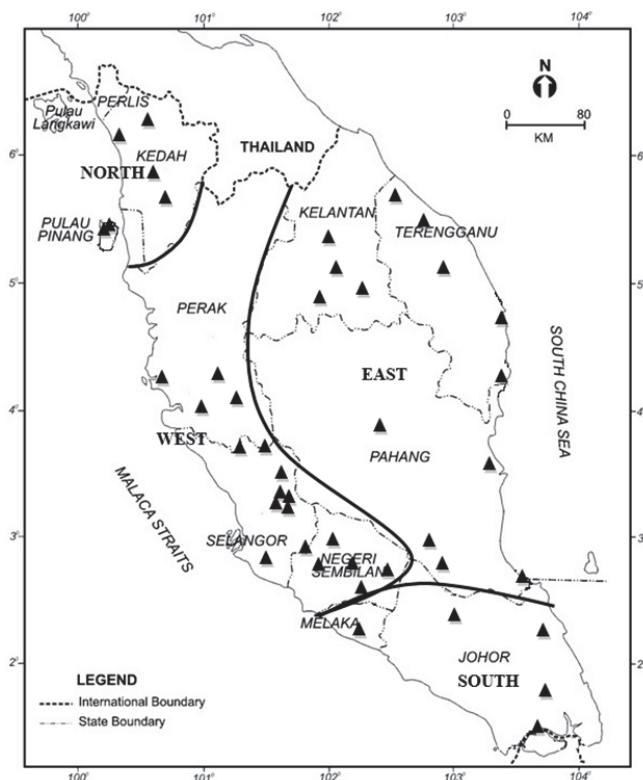 100° 101° 102° 103° 104°
N
0 80
KM
PERLIS
Pulau
Langkawi
6° 6°
KEDAH
THAILAND
NORTH
KELANTAN
TERENGGANU
PULAU
PINANG
5° 5°
PERAK
SOUTH CHINA SEA
EAST
4° 4°
WEST
PAHANG
MALACA STRAITS
3° 3°
SELANGOR
NEGERI
SEMBILAN
MELAKA
2° 2°
JOHOR
SOUTH
LEGEND
International Boundary
State Boundary
100° 101° 102° 103° 104°